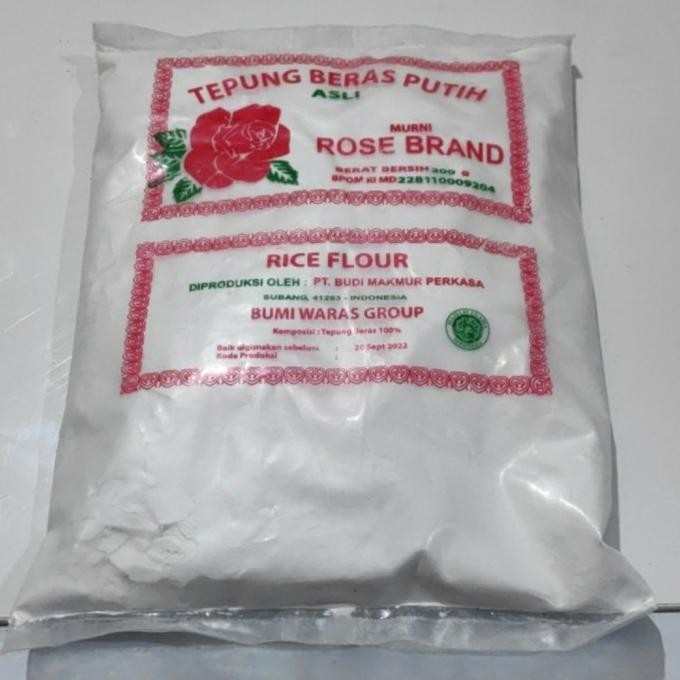 TEPUNG BERAS PUTIH
ASLI
MURNI
ROSE BRAND
BERAT BERSIH 200 G
BPOM RI MD 228110009204
RICE FLOUR
DIPRODUKSI OLEH : PT. BUDI MAKMUR PERKASA
SUBANG, 41283 - INDONESIA
BUMI WARAS GROUP
Komposisi : Tepung Beras 100%
Baik digunakan sebelum : 20 Sept 2022
Kode Produksi :